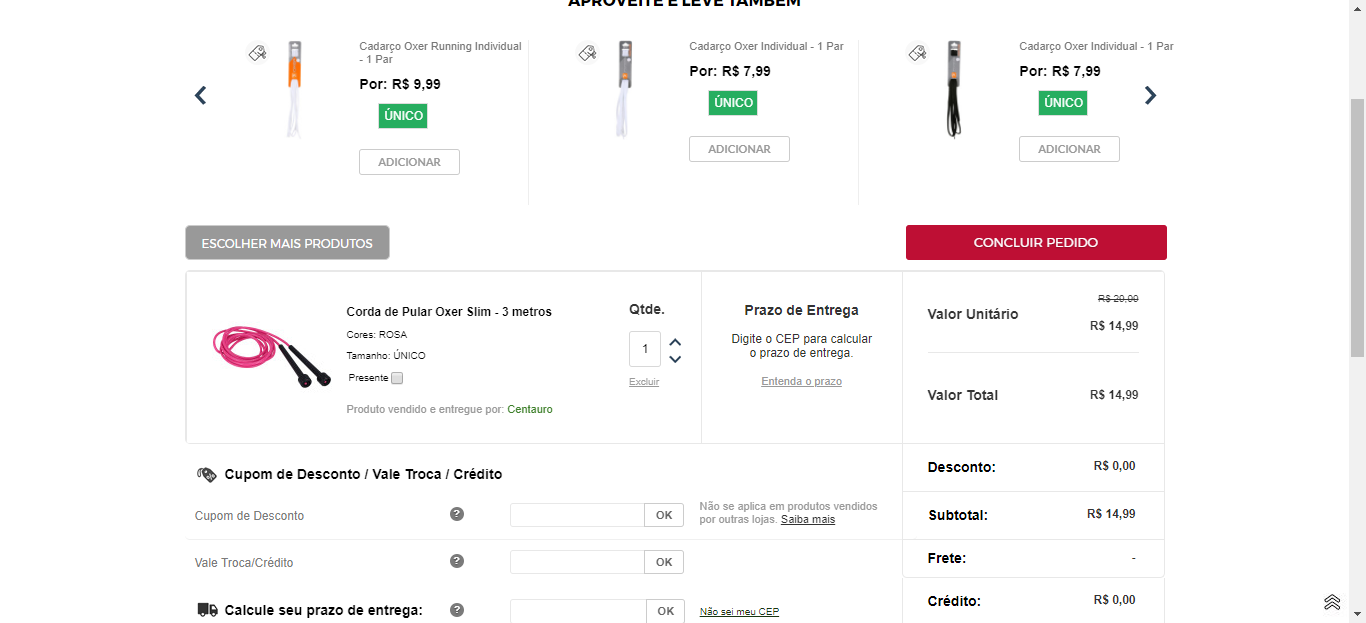 APROVEITE E LEVE TAMBÉM
Cadarço Oxer Running Individual
- 1 Par
Por: R$ 9,99
ÚNICO
ADICIONAR
Cadarço Oxer Individual - 1 Par
Por: R$ 7,99
ÚNICO
ADICIONAR
Cadarço Oxer Individual - 1 Par
Por: R$ 7,99
ÚNICO
ADICIONAR
ESCOLHER MAIS PRODUTOS
CONCLUIR PEDIDO
Corda de Pular Oxer Slim - 3 metros
Cores: ROSA
Tamanho: ÚNICO
Presente
Produto vendido e entregue por: Centauro
Qtde.
1
Excluir
Prazo de Entrega
Digite o CEP para calcular
o prazo de entrega.
Entenda o prazo
R$ 20,00
Valor Unitário
R$ 14,99
Valor Total R$ 14,99
Cupom de Desconto / Vale Troca / Crédito
Cupom de Desconto ? OK
Não se aplica em produtos vendidos
por outras lojas. Saiba mais
Vale Troca/Crédito ? OK
Calcule seu prazo de entrega: ? OK Não sei meu CEP
Desconto: R$ 0,00
Subtotal: R$ 14,99
Frete: -
Crédito: R$ 0,00